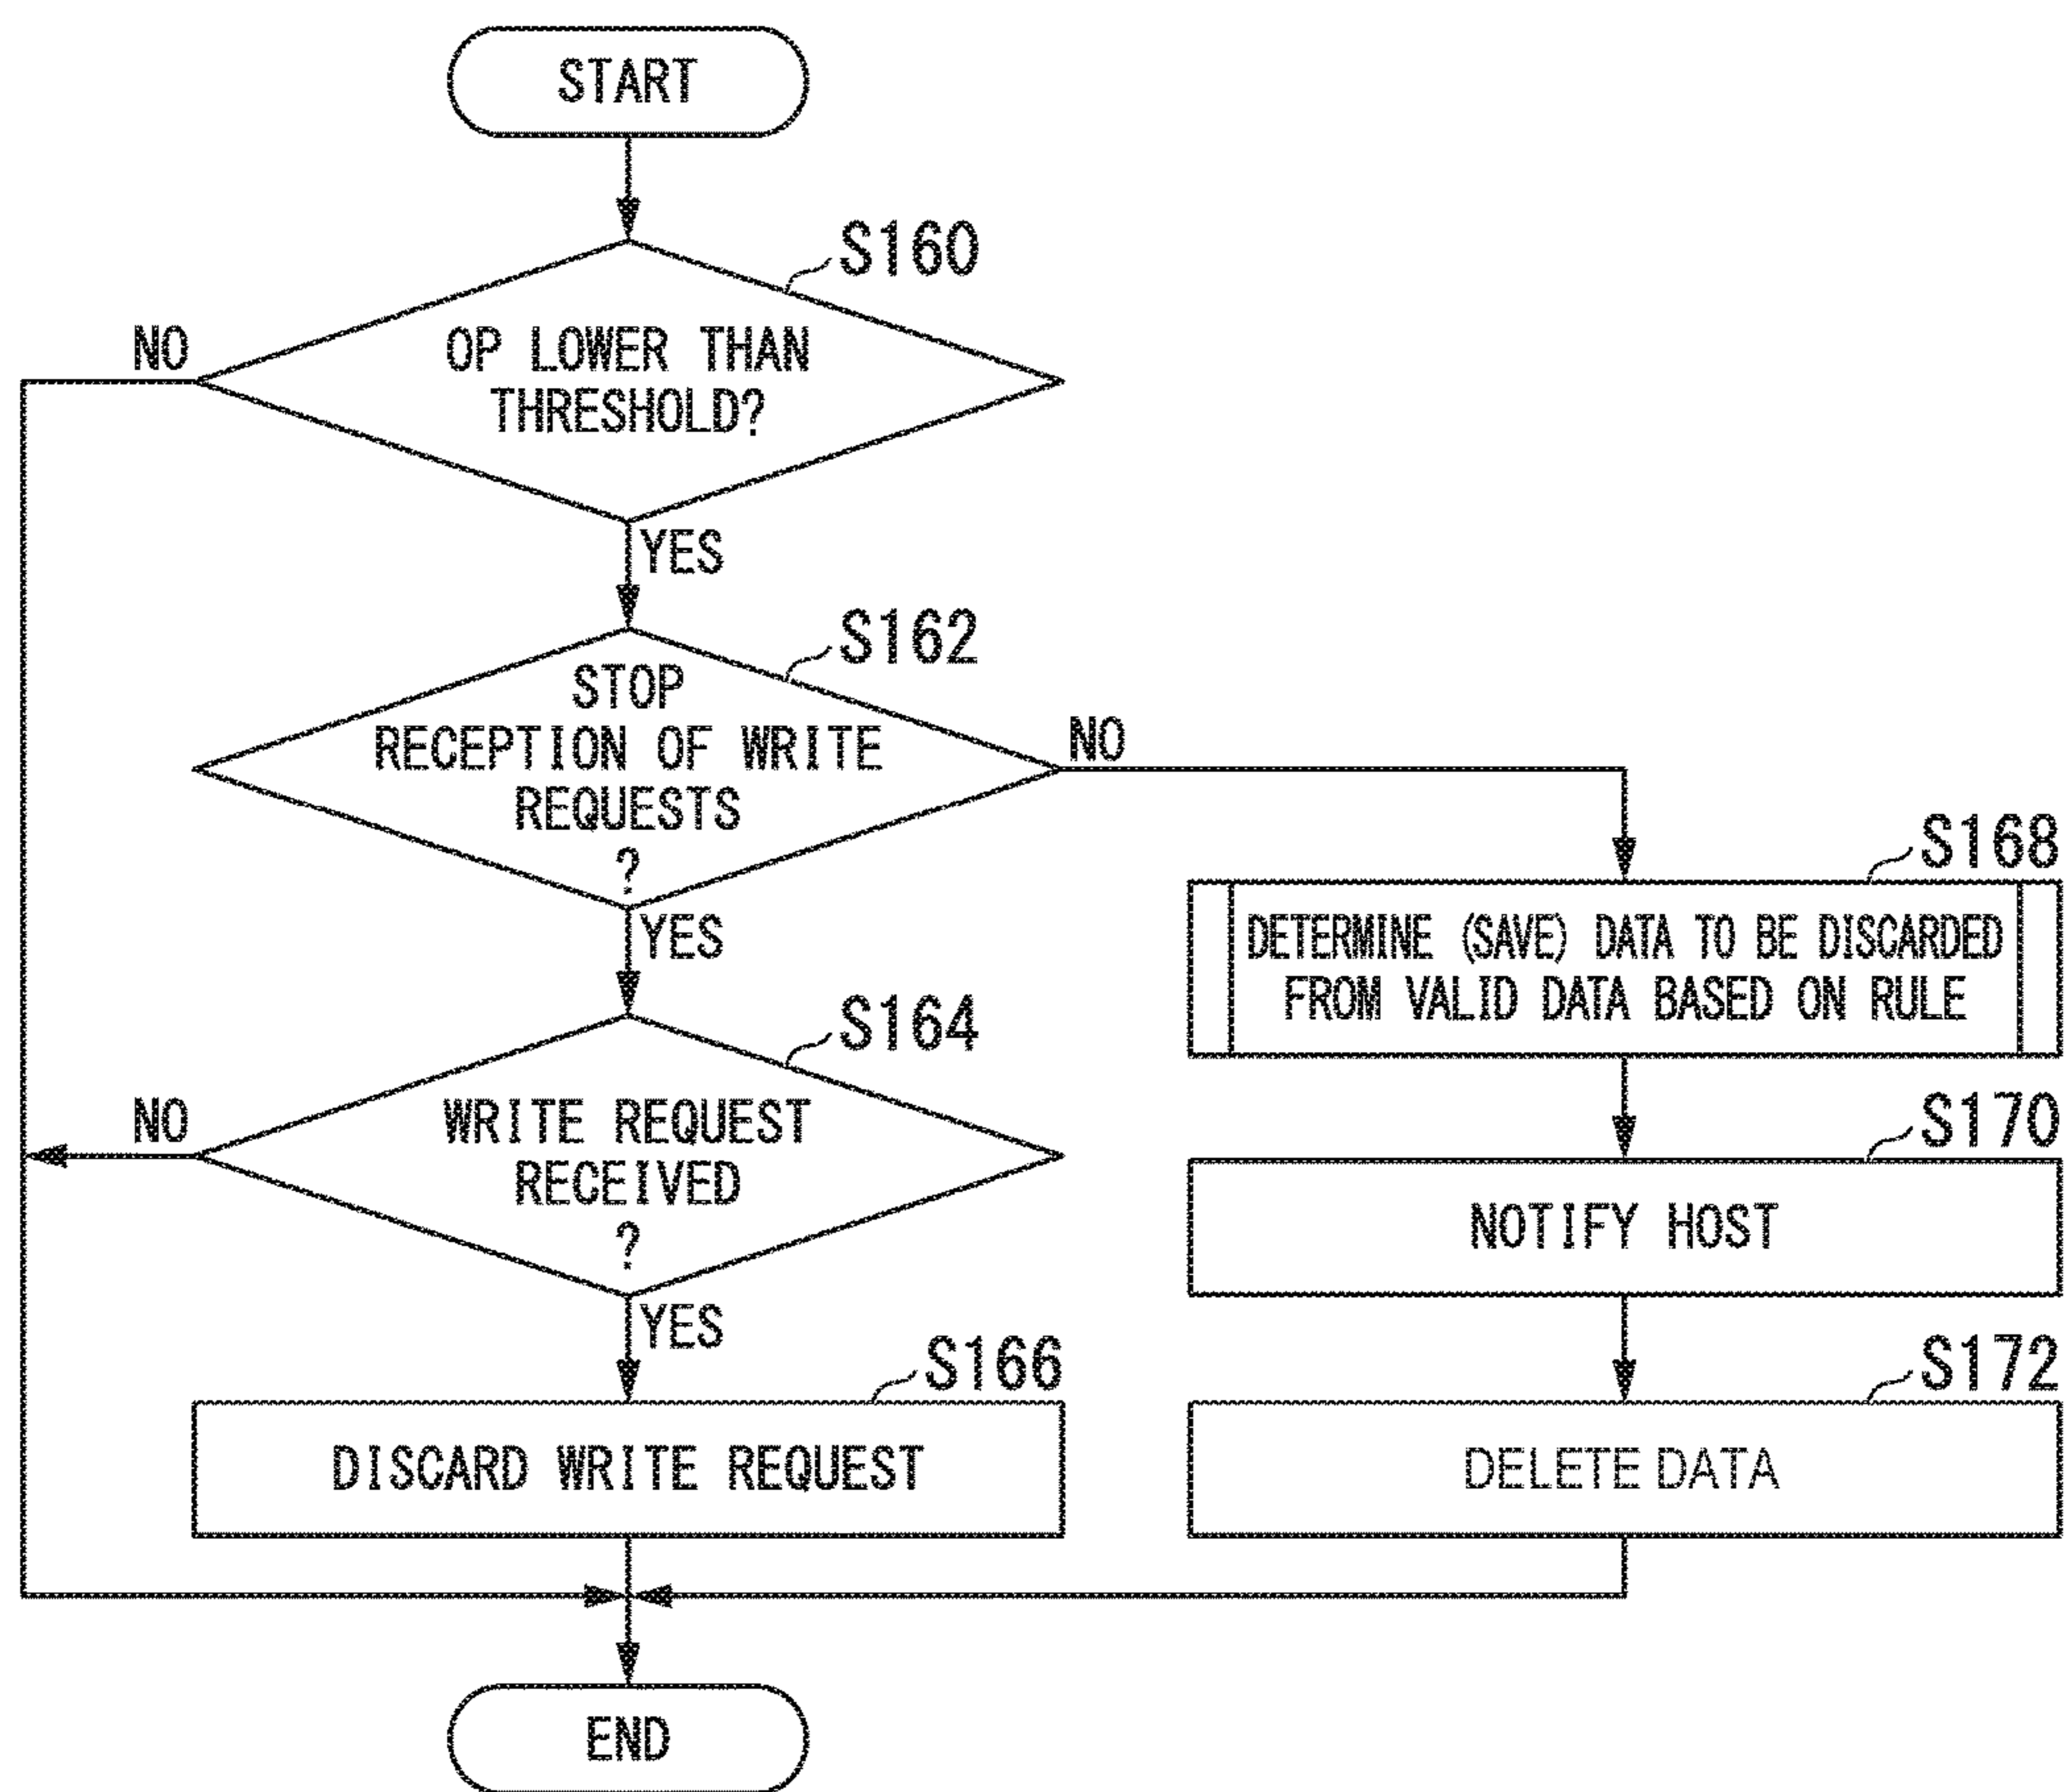 START
S160
NO
OP LOWER THAN
THRESHOLD?
YES
S162
STOP
RECEPTION OF WRITE
REQUESTS
?
NO
YES
S168
DETERMINE (SAVE) DATA TO BE DISCARDED
FROM VALID DATA BASED ON RULE
S164
NO
WRITE REQUEST
RECEIVED
?
YES
S170
NOTIFY HOST
S166
DISCARD WRITE REQUEST
S172
DELETE DATA
END